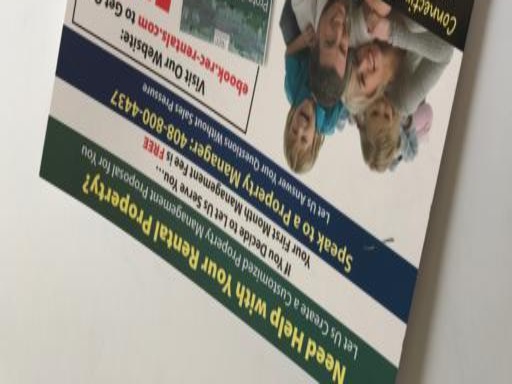 Need Help with Your Rental Property?
Let Us Create a Customized Property Management Proposal for You
If You Decide to Let Us Serve You...
Your First Month Management Fee is FREE
Speak to a Property Manager: 408-800-4437
Let Us Answer Your Questions Without Sales Pressure
Visit Our Website:
ebook.rec-rentals.com to Get